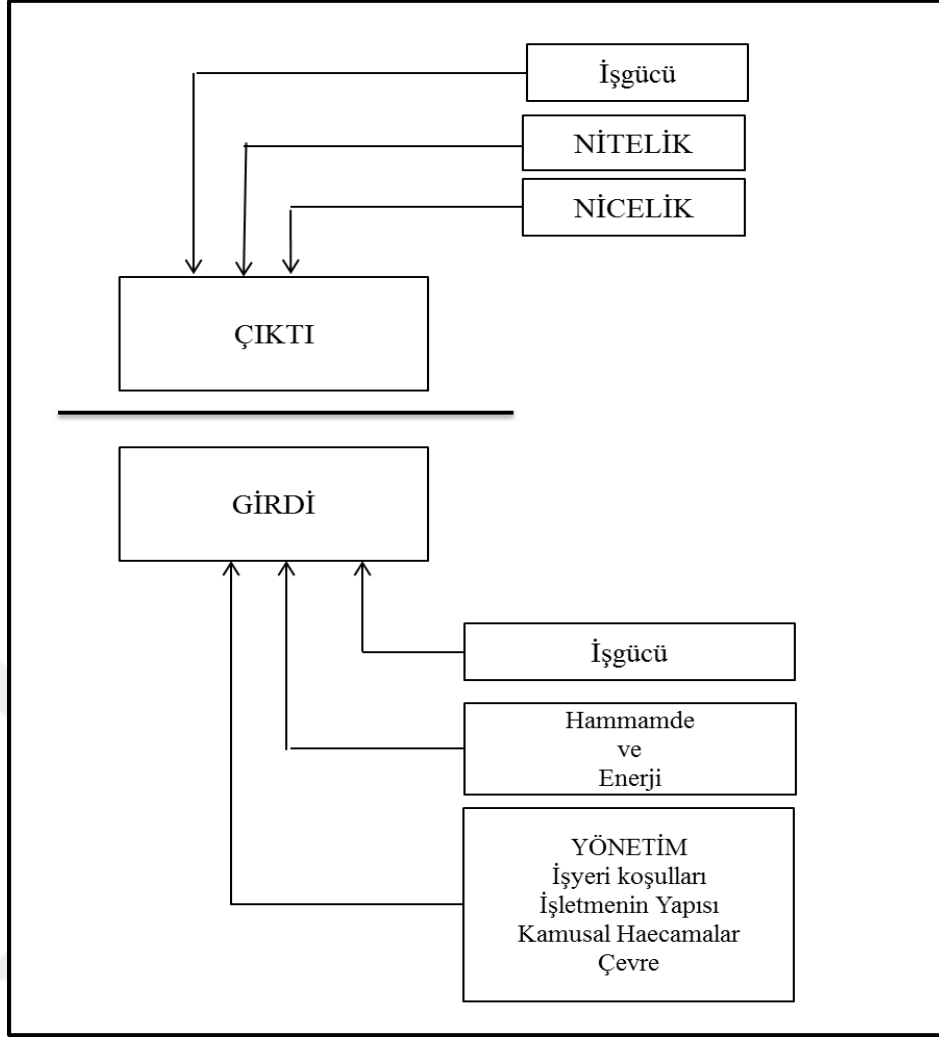 İşgücü
NİTELİK
NİCELİK
ÇIKTI
GİRDİ
İşgücü
Hammamde
ve
Enerji
YÖNETİM
İşyeri koşulları
İşletmenin Yapısı
Kamusal Haecamalar
Çevre